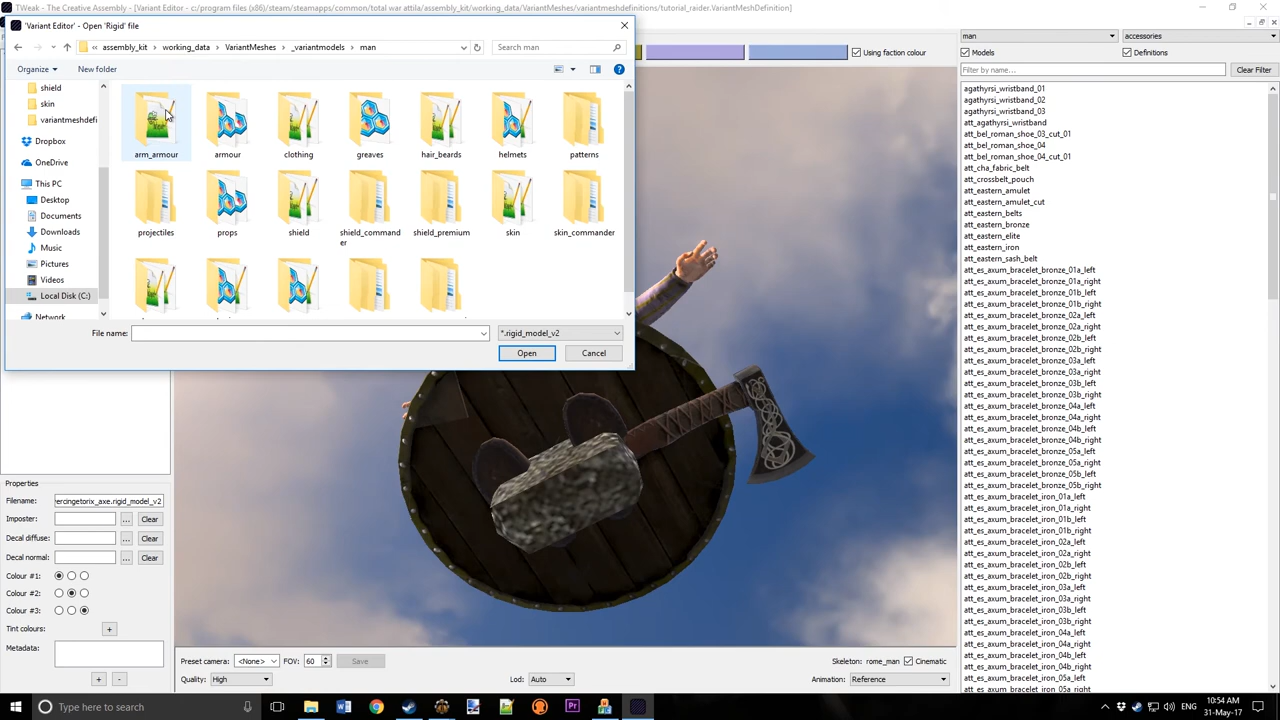 TWeak - The Creative Assembly - [Variant Editor - c:/program files (x86)/steam/steamapps/common/total war attila/assembly_kit/working_data/VariantMeshes/variantmeshdefinitions/tutorial_raider.VariantMeshDefinition]
'Variant Editor' - Open 'Rigid' file
« assembly_kit > working_data > VariantMeshes > _variantmodels > man
Search man
Organize
New folder
shield
skin
variantmeshdefi
Dropbox
OneDrive
This PC
Desktop
Documents
Downloads
Music
Pictures
Videos
Local Disk (C:)
Network
arm_armour
armour
clothing
greaves
hair_beards
helmets
patterns
projectiles
props
shield
shield_command
er
shield_premium
skin
skin_commander
File name:
*.rigid_model_v2
Open
Cancel
Using faction colour
man
accessories
Models
Definitions
Filter by name...
Clear Filter
agathyrsi_wristband_01
agathyrsi_wristband_02
agathyrsi_wristband_03
att_agathyrsi_wristband
att_bel_roman_shoe_03_cut_01
att_bel_roman_shoe_04
att_bel_roman_shoe_04_cut_01
att_cha_fabric_belt
att_crossbelt_pouch
att_eastern_amulet
att_eastern_amulet_cut
att_eastern_belts
att_eastern_bronze
att_eastern_elite
att_eastern_iron
att_eastern_sash_belt
att_es_axum_bracelet_bronze_01a_left
att_es_axum_bracelet_bronze_01a_right
att_es_axum_bracelet_bronze_01b_left
att_es_axum_bracelet_bronze_01b_right
att_es_axum_bracelet_bronze_02a_left
att_es_axum_bracelet_bronze_02a_right
att_es_axum_bracelet_bronze_02b_left
att_es_axum_bracelet_bronze_02b_right
att_es_axum_bracelet_bronze_03a_left
att_es_axum_bracelet_bronze_03a_right
att_es_axum_bracelet_bronze_03b_left
att_es_axum_bracelet_bronze_03b_right
att_es_axum_bracelet_bronze_04a_left
att_es_axum_bracelet_bronze_04a_right
att_es_axum_bracelet_bronze_04b_left
att_es_axum_bracelet_bronze_04b_right
att_es_axum_bracelet_bronze_05a_left
att_es_axum_bracelet_bronze_05a_right
att_es_axum_bracelet_bronze_05b_left
att_es_axum_bracelet_bronze_05b_right
att_es_axum_bracelet_iron_01a_left
att_es_axum_bracelet_iron_01a_right
att_es_axum_bracelet_iron_01b_left
att_es_axum_bracelet_iron_01b_right
att_es_axum_bracelet_iron_02a_left
att_es_axum_bracelet_iron_02a_right
att_es_axum_bracelet_iron_02b_left
att_es_axum_bracelet_iron_02b_right
att_es_axum_bracelet_iron_03a_left
att_es_axum_bracelet_iron_03a_right
att_es_axum_bracelet_iron_03b_left
att_es_axum_bracelet_iron_03b_right
att_es_axum_bracelet_iron_04a_left
att_es_axum_bracelet_iron_04a_right
att_es_axum_bracelet_iron_04b_left
att_es_axum_bracelet_iron_04b_right
att_es_axum_bracelet_iron_05a_left
att_es_axum_bracelet_iron_05a_right
Properties
Filename: ercingetorix_axe.rigid_model_v2
Imposter: ... Clear
Decal diffuse: ... Clear
Decal normal: ... Clear
Colour #1:
Colour #2:
Colour #3:
Tint colours: +
Metadata:
+ -
Preset camera: <None> FOV: 60 Save
Skeleton: rome_man Cinematic
Quality: High
Lod: Auto
Animation: Reference
Type here to search
10:54 AM
31-May-17